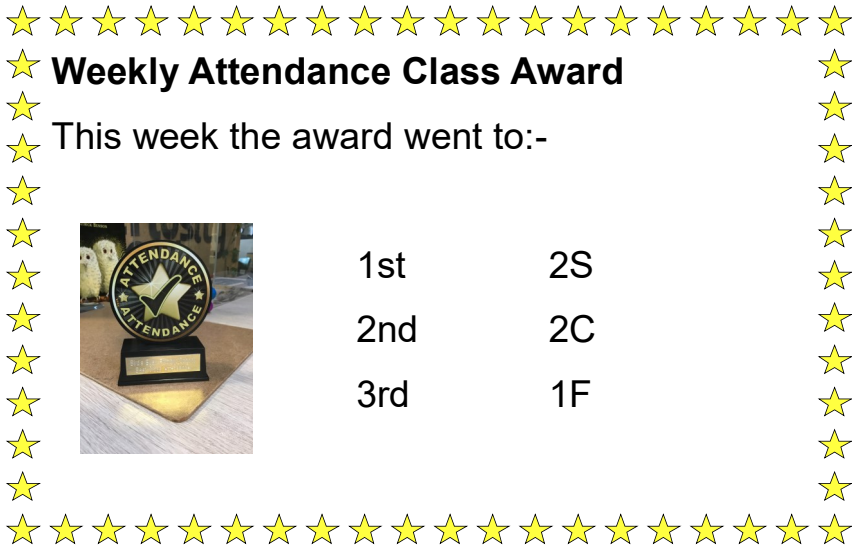 Weekly Attendance Class Award
This week the award went to:-
ATTENDANCE
ATTENDANCE
1st 2S
2nd 2C
3rd 1F